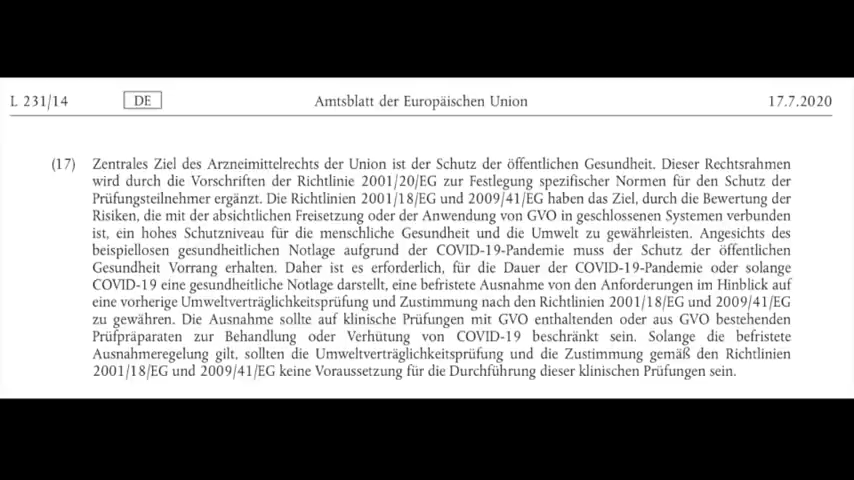 L 231/14 DE Amtsblatt der Europäischen Union 17.7.2020
(17) Zentrales Ziel des Arzneimittelrechts der Union ist der Schutz der öffentlichen Gesundheit. Dieser Rechtsrahmen
wird durch die Vorschriften der Richtlinie 2001/20/EG zur Festlegung spezifischer Normen für den Schutz der
Prüfungsteilnehmer ergänzt. Die Richtlinien 2001/18/EG und 2009/41/EG haben das Ziel, durch die Bewertung der
Risiken, die mit der absichtlichen Freisetzung oder der Anwendung von GVO in geschlossenen Systemen verbunden
ist, ein hohes Schutzniveau für die menschliche Gesundheit und die Umwelt zu gewährleisten. Angesichts des
beispiellosen gesundheitlichen Notlage aufgrund der COVID-19-Pandemie muss der Schutz der öffentlichen
Gesundheit Vorrang erhalten. Daher ist es erforderlich, für die Dauer der COVID-19-Pandemie oder solange
COVID-19 eine gesundheitliche Notlage darstellt, eine befristete Ausnahme von den Anforderungen im Hinblick auf
eine vorherige Umweltverträglichkeitsprüfung und Zustimmung nach den Richtlinien 2001/18/EG und 2009/41/EG
zu gewähren. Die Ausnahme sollte auf klinische Prüfungen mit GVO enthaltenden oder aus GVO bestehenden
Prüfpräparaten zur Behandlung oder Verhütung von COVID-19 beschränkt sein. Solange die befristete
Ausnahmeregelung gilt, sollten die Umweltverträglichkeitsprüfung und die Zustimmung gemäß den Richtlinien
2001/18/EG und 2009/41/EG keine Voraussetzung für die Durchführung dieser klinischen Prüfungen sein.